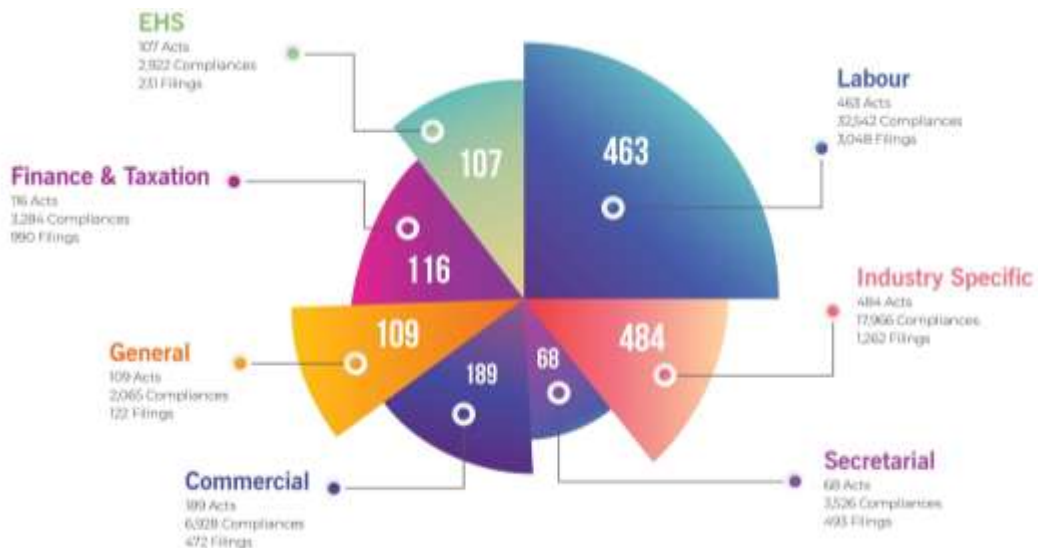 EHS
107 Acts
2,922 Compliances
231 Filings
Labour
463 Acts
32,542 Compliances
3,048 Filings
Finance & Taxation
116 Acts
3,284 Compliances
990 Filings
Industry Specific
484 Acts
17,966 Compliances
1,262 Filings
General
109 Acts
2,065 Compliances
122 Filings
Commercial
189 Acts
6,928 Compliances
472 Filings
Secretarial
68 Acts
3,526 Compliances
493 Filings
107
463
116
109
189
68
484